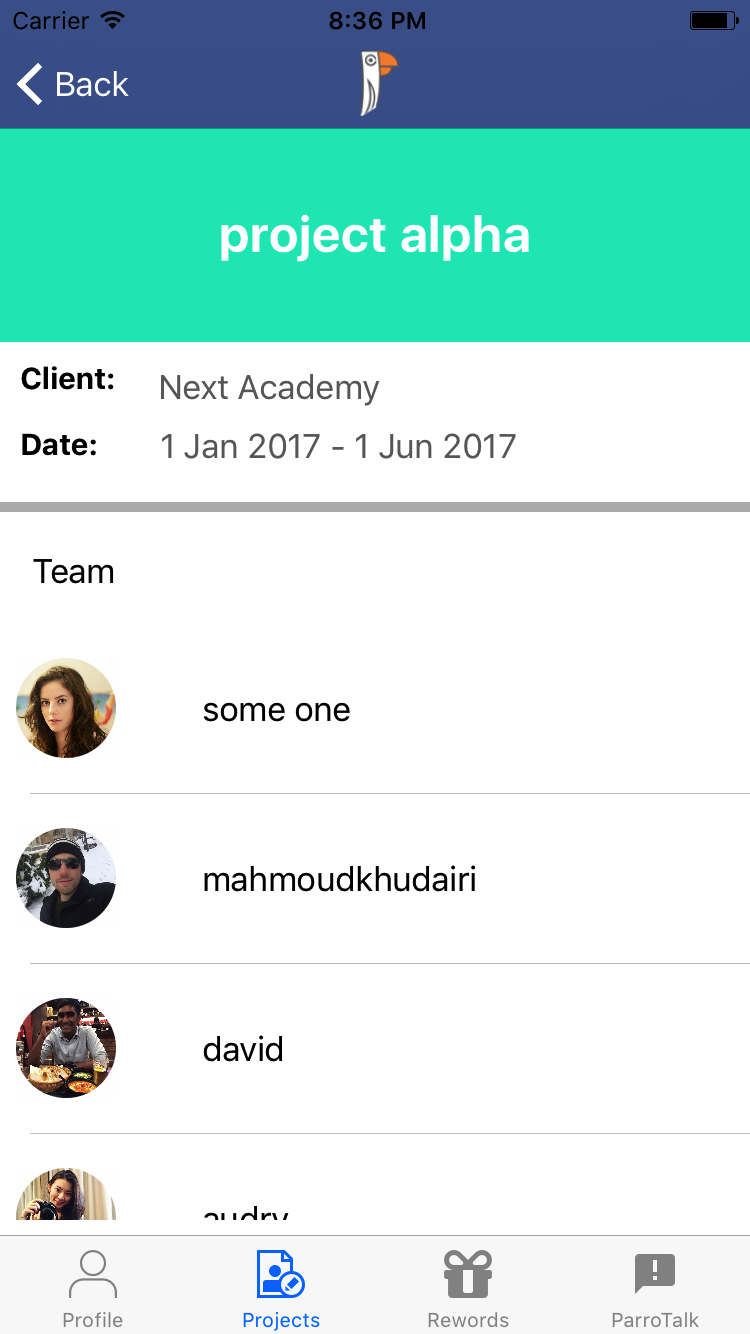 Carrier 8:36 PM
Back
project alpha
Client: Next Academy
Date: 1 Jan 2017 - 1 Jun 2017
Team
some one
mahmoudkhudairi
david
audry
Profile Projects Rewords ParroTalk